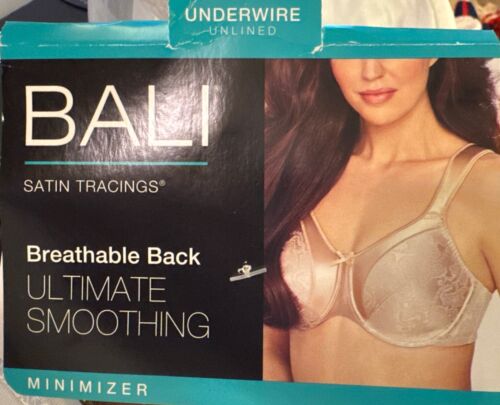 UNDERWIRE
UNLINED
BALI
SATIN TRACINGS®
Breathable Back
ULTIMATE
SMOOTHING
MINIMIZER